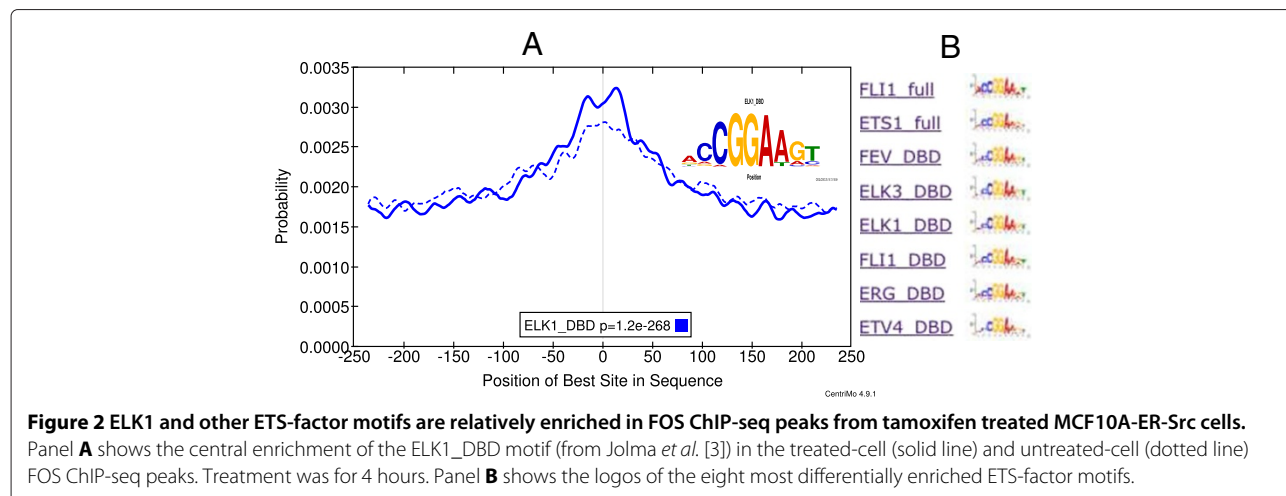 A
B
0.0035
0.0030
0.0025
0.0020
0.0015
0.0010
0.0005
0.0000
Probability
ELK1_DBD
ACCGGAAGT
Position
ELK1_DBD p=1.2e-268
-250 -200 -150 -100 -50 0 50 100 150 200 250
Position of Best Site in Sequence
CentriMo 4.9.1
FLI1_full
ETS1_full
FEV_DBD
ELK3_DBD
ELK1_DBD
FLI1_DBD
ERG_DBD
ETV4_DBD
Figure 2 ELK1 and other ETS-factor motifs are relatively enriched in FOS ChIP-seq peaks from tamoxifen treated MCF10A-ER-Src cells.
Panel A shows the central enrichment of the ELK1_DBD motif (from Jolma et al. [3]) in the treated-cell (solid line) and untreated-cell (dotted line)
FOS ChIP-seq peaks. Treatment was for 4 hours. Panel B shows the logos of the eight most differentially enriched ETS-factor motifs.